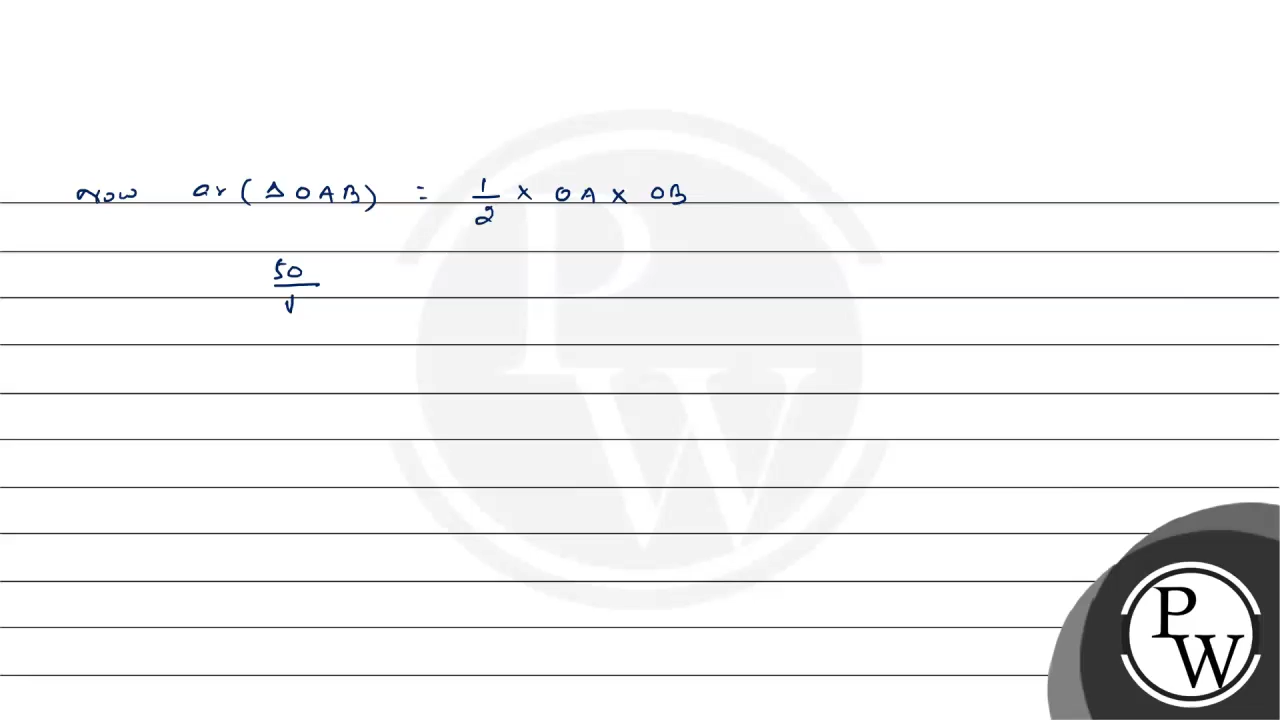 now ar(Δ OAB) = 1/2 × OA × OB
50/√
P
W
P
W